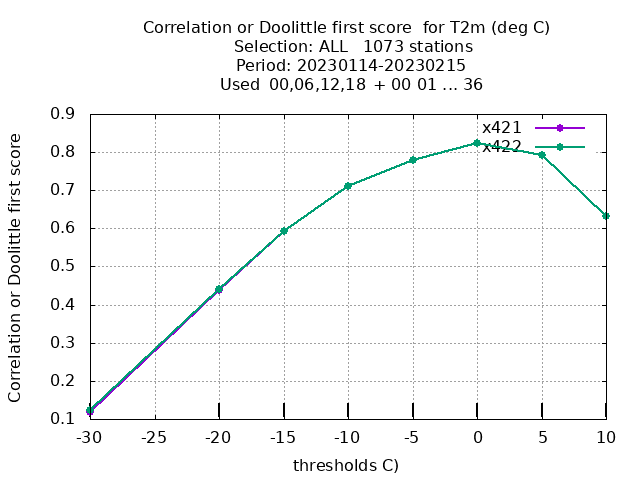 Correlation or Doolittle first score  for T2m (deg C)
Selection: ALL   1073 stations
Period: 20230114-20230215
Used  00,06,12,18  + 00 01 ... 36
x421
x422
Correlation or Doolittle first score
0.9
0.8
0.7
0.6
0.5
0.4
0.3
0.2
0.1
-30 -25 -20 -15 -10 -5 0 5 10
thresholds C)